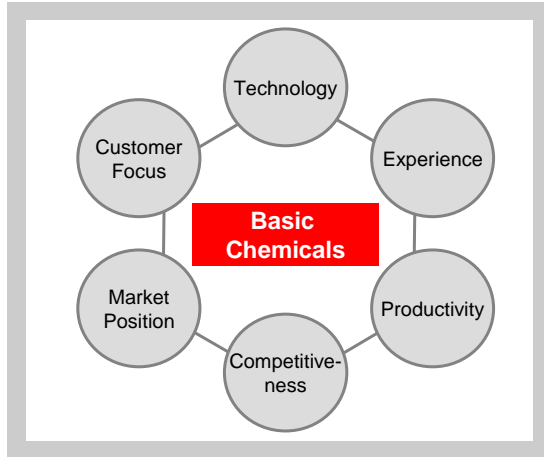 Technology
Customer
Focus
Experience
Basic
Chemicals
Market
Position
Productivity
Competitive-
ness